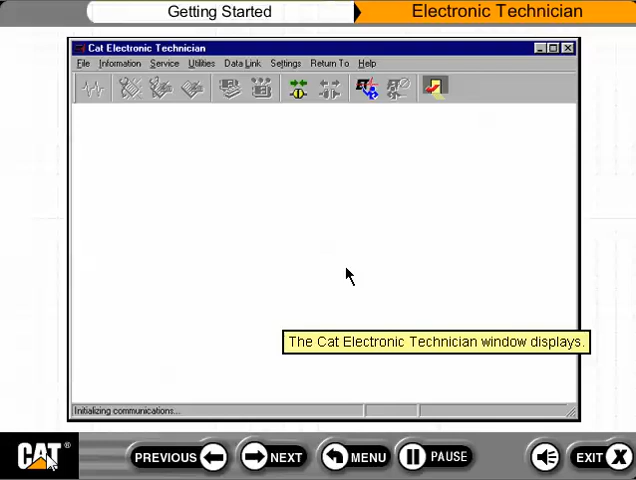 Getting Started
Electronic Technician
Cat Electronic Technician
File Information Service Utilities Data Link Settings Return To Help
ET
The Cat Electronic Technician window displays.
Initializing communications...
CAT® PREVIOUS NEXT MENU PAUSE EXIT X